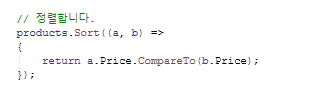 // 정렬합니다.
products.Sort((a, b) =>
{
    return a.Price.CompareTo(b.Price);
});